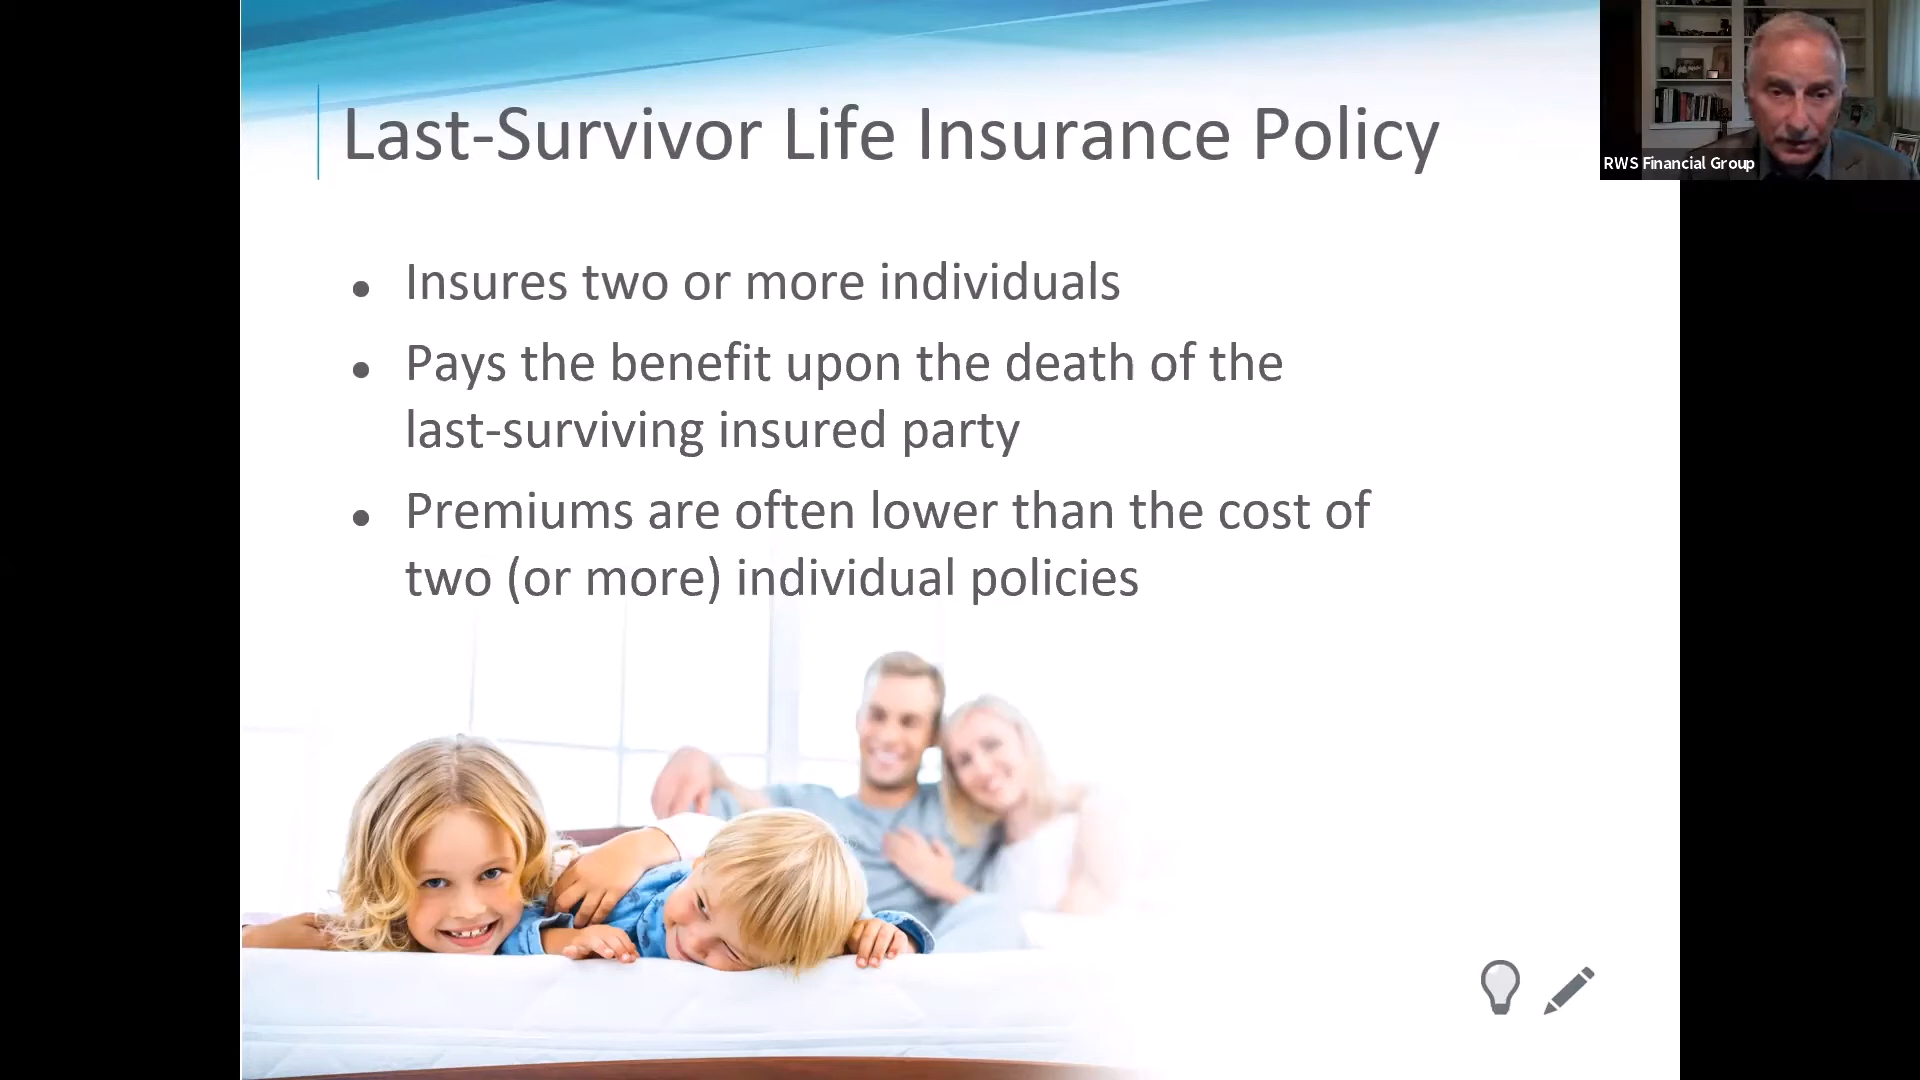 Last-Survivor Life Insurance Policy
RWS Financial Group
• Insures two or more individuals
• Pays the benefit upon the death of the
last-surviving insured party
• Premiums are often lower than the cost of
two (or more) individual policies